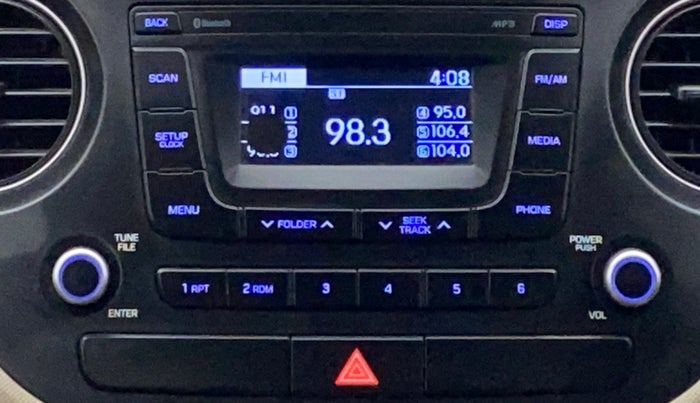 BACK Bluetooth MP3 DISP
SCAN FM1 4:08 FM/AM
ST
1 4 95.0
SETUP 2 98.3 5 106.4 MEDIA
CLOCK
3 6 104.0
MENU PHONE
FOLDER SEEK
TRACK
TUNE POWER
FILE PUSH
1 RPT 2 RDM 3 4 5 6
ENTER VOL